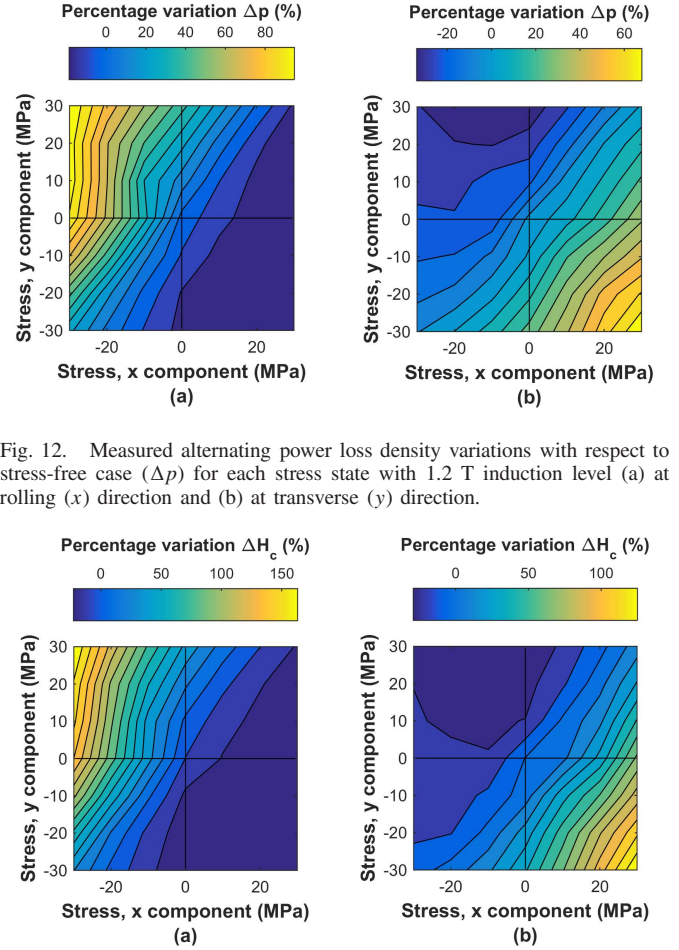 Percentage variation Δp (%)
0 20 40 60 80
Stress, y component (MPa)
30
20
10
0
-10
-20
-30
-20 0 20
Stress, x component (MPa)
(a)
Percentage variation Δp (%)
-20 0 20 40 60
Stress, y component (MPa)
30
20
10
0
-10
-20
-30
-20 0 20
Stress, x component (MPa)
(b)
Fig. 12. Measured alternating power loss density variations with respect to
stress-free case (Δp) for each stress state with 1.2 T induction level (a) at
rolling (x) direction and (b) at transverse (y) direction.
Percentage variation ΔH_c (%)
0 50 100 150
Stress, y component (MPa)
30
20
10
0
-10
-20
-30
-20 0 20
Stress, x component (MPa)
(a)
Percentage variation ΔH_c (%)
0 50 100
Stress, y component (MPa)
30
20
10
0
-10
-20
-30
-20 0 20
Stress, x component (MPa)
(b)